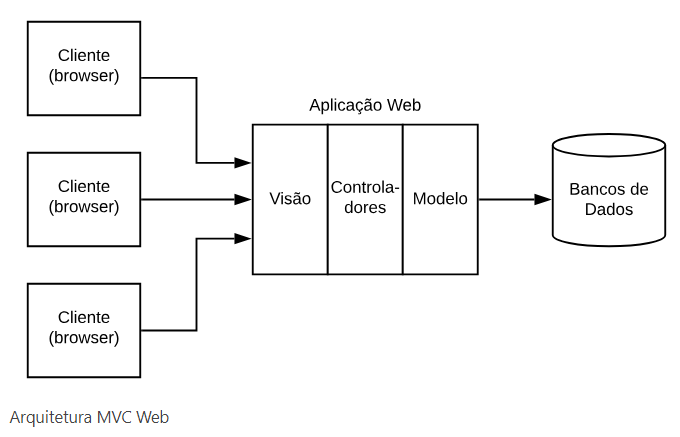 Cliente
(browser)
Aplicação Web
Cliente
(browser)
Visão
Controla-
dores
Modelo
Bancos de
Dados
Cliente
(browser)
Arquitetura MVC Web